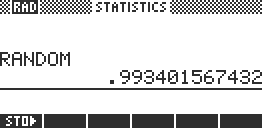 RAD STATISTICS
RANDOM
.993401567432
STO▶